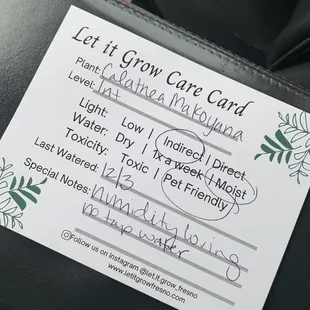 Let it Grow Care Card
Plant: Calathea Makoyana
Level: Int
Light: Low | Indirect | Direct
Water: Dry | 1x a week | Moist
Toxicity: Toxic | Pet Friendly
Last Watered: 12/3
Special Notes: humidity loving
no tap water
@Follow us on Instagram @let.it.grow_fresno
www.letitgrowfresno.com